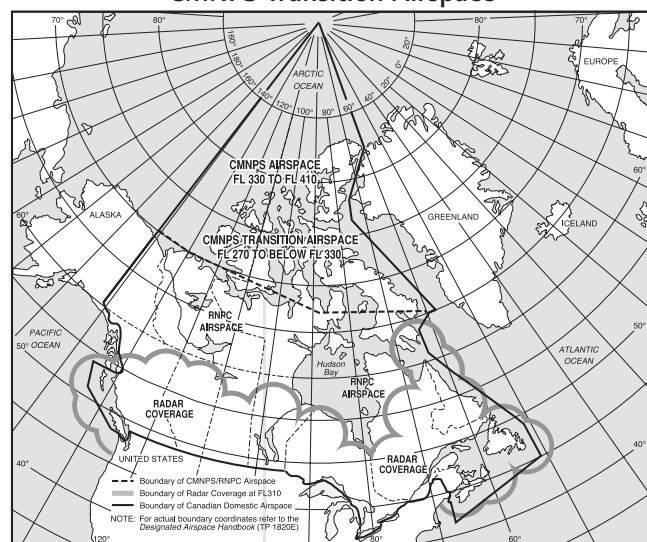 CMNPS Transition Airspace
70°
80°
80°
70°
160°
160°
140°
120°
100°
80°
60°
40°
20°
0°
20°
ARCTIC
OCEAN
EUROPE
CMNPS AIRSPACE
FL 330 TO FL 410
ALASKA
GREENLAND
ICELAND
60°
60°
CMNPS TRANSITION AIRSPACE
FL 270 TO BELOW FL 330
RNPC
AIRSPACE
PACIFIC
OCEAN
50°
50°
ATLANTIC
OCEAN
Hudson
Bay
RNPC
AIRSPACE
RADAR
COVERAGE
RADAR
COVERAGE
40°
40°
UNITED STATES
Boundary of CMNPS/RNPC Airspace
Boundary of Radar Coverage at FL310
Boundary of Canadian Domestic Airspace
NOTE: For actual boundary coordinates refer to the
Designated Airspace Handbook (TP 1820E)
120°
80°
60°